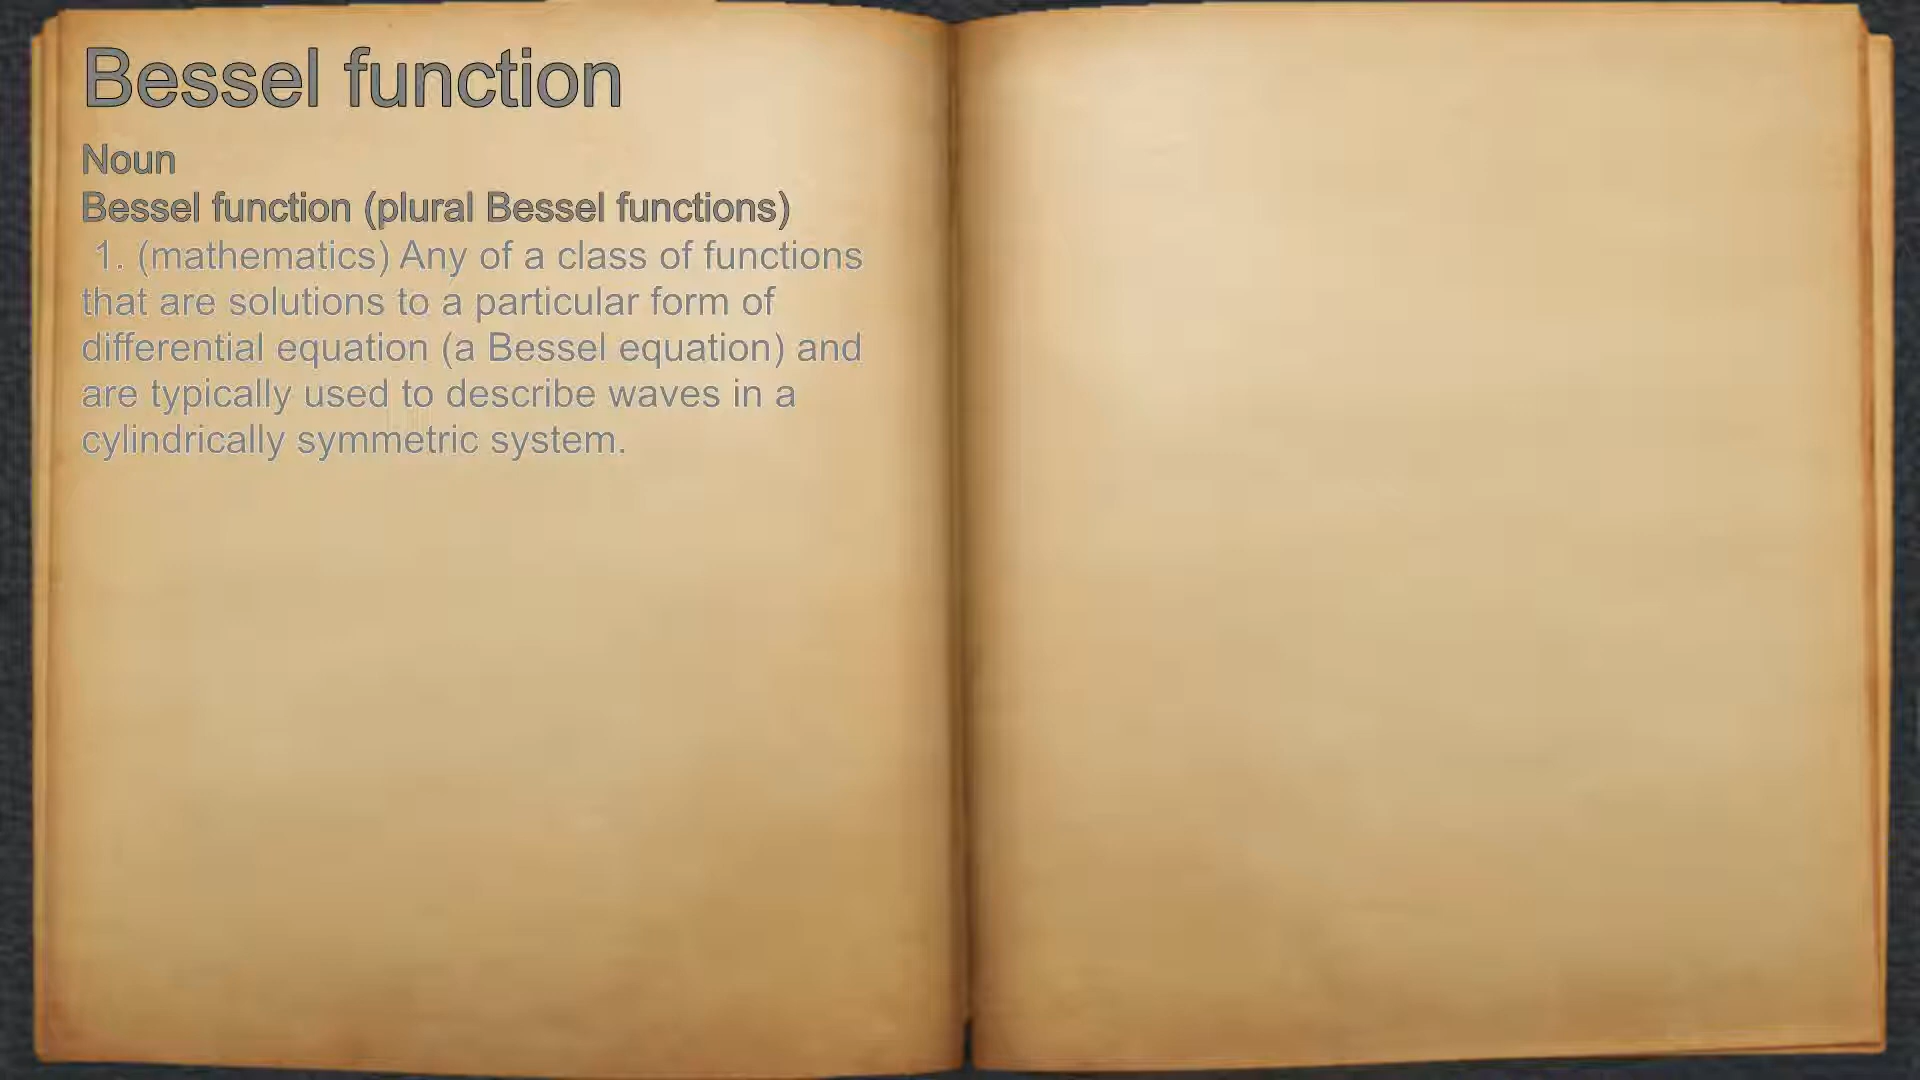 Bessel function
Noun
Bessel function (plural Bessel functions)
1. (mathematics) Any of a class of functions
that are solutions to a particular form of
differential equation (a Bessel equation) and
are typically used to describe waves in a
cylindrically symmetric system.